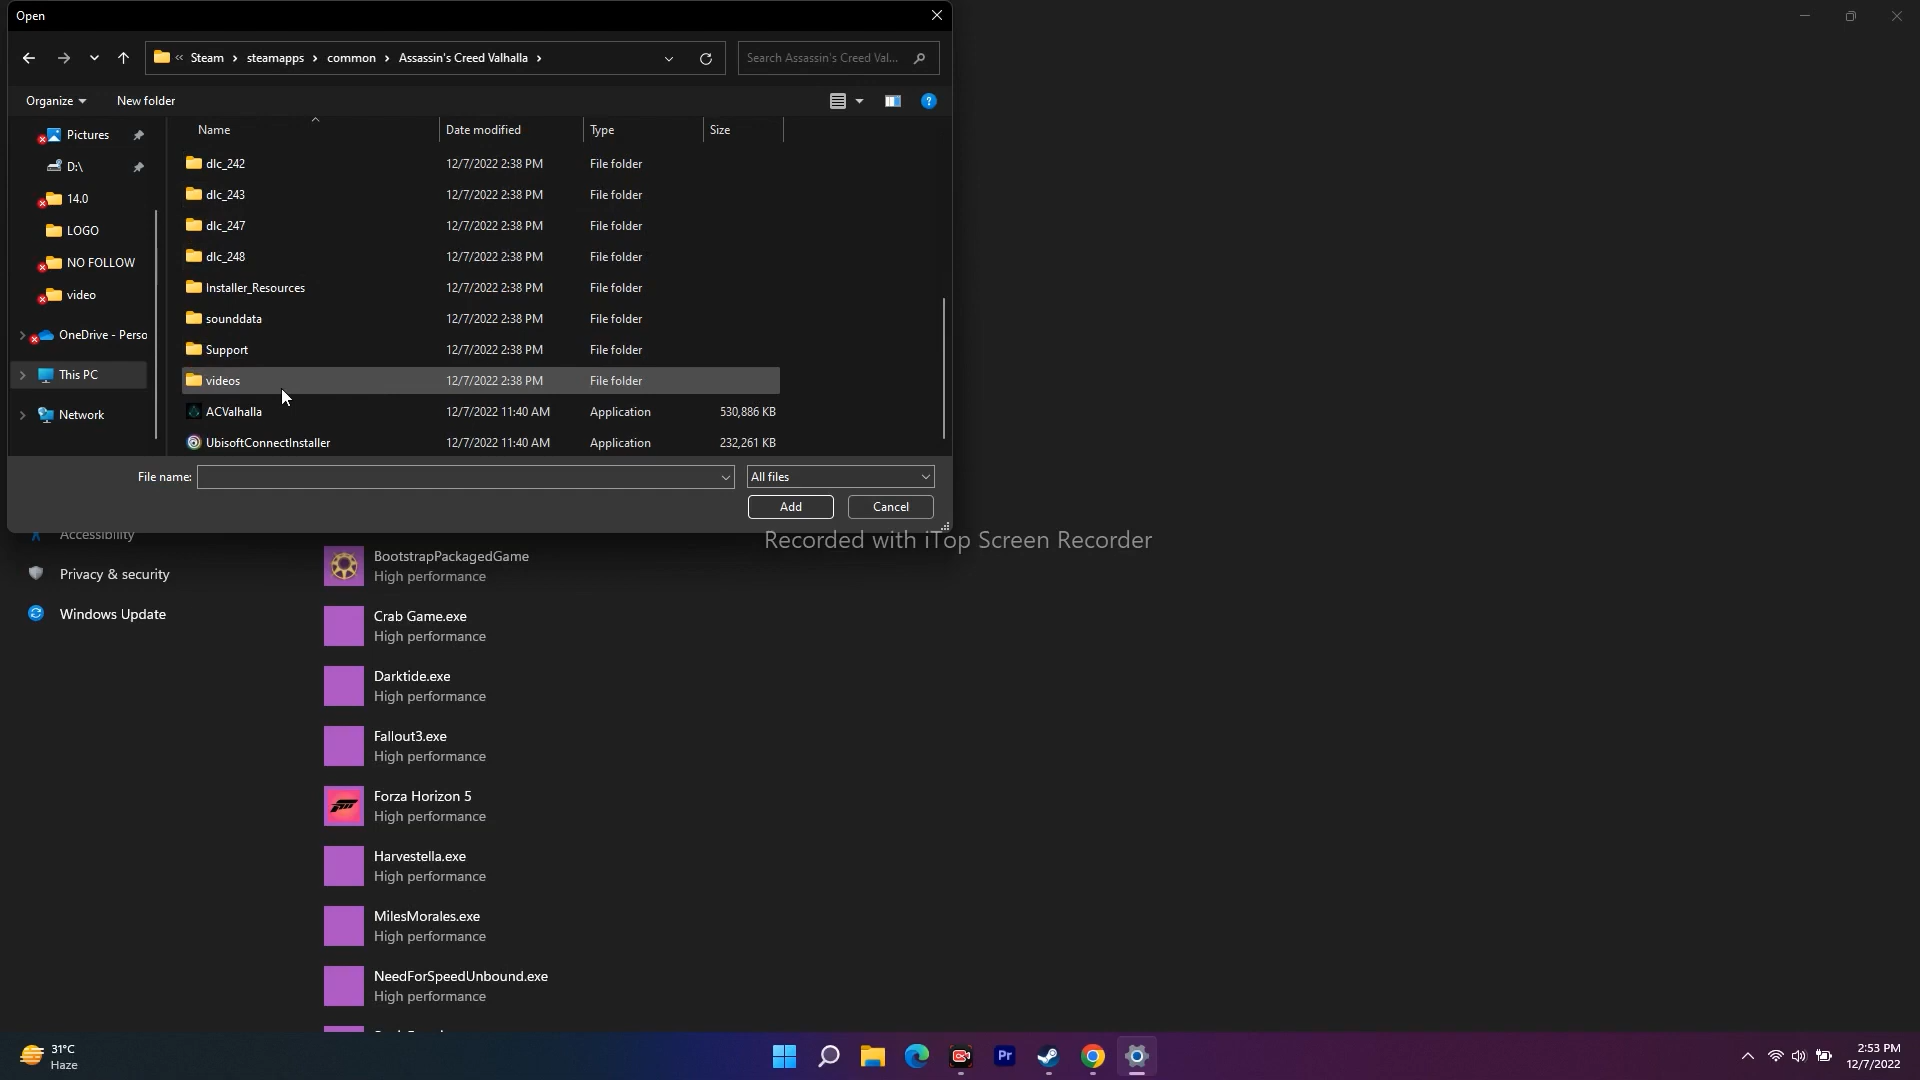 Open
« Steam > steamapps > common > Assassin's Creed Valhalla >
Search Assassin's Creed Val...
Organize
New folder
Name
Date modified
Type
Size
Pictures
D:\
14.0
LOGO
NO FOLLOW
video
OneDrive - Perso
This PC
Network
dlc_242 12/7/2022 2:38 PM File folder
dlc_243 12/7/2022 2:38 PM File folder
dlc_247 12/7/2022 2:38 PM File folder
dlc_248 12/7/2022 2:38 PM File folder
Installer_Resources 12/7/2022 2:38 PM File folder
sounddata 12/7/2022 2:38 PM File folder
Support 12/7/2022 2:38 PM File folder
videos 12/7/2022 2:38 PM File folder
ACValhalla 12/7/2022 11:40 AM Application 530,886 KB
UbisoftConnectInstaller 12/7/2022 11:40 AM Application 232,261 KB
File name:
All files
Add
Cancel
Accessibility
Privacy & security
Windows Update
Recorded with iTop Screen Recorder
BootstrapPackagedGame
High performance
Crab Game.exe
High performance
Darktide.exe
High performance
Fallout3.exe
High performance
Forza Horizon 5
High performance
Harvestella.exe
High performance
MilesMorales.exe
High performance
NeedForSpeedUnbound.exe
High performance
31°C
Haze
Pr
2:53 PM
12/7/2022